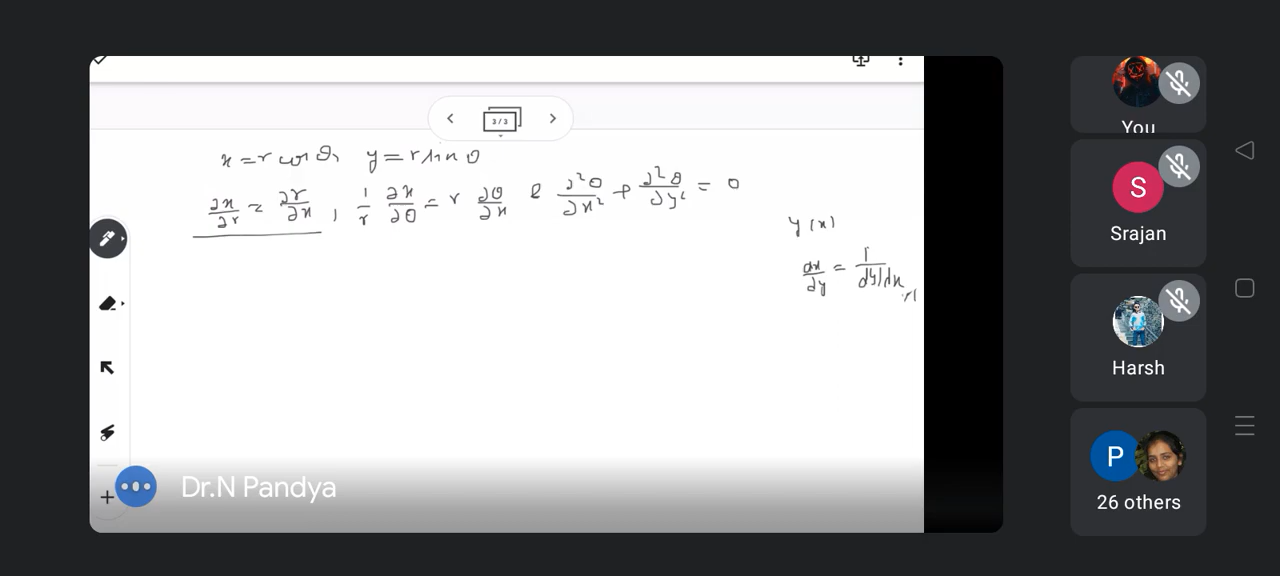 3/3
x = r cos θ, y = r sin θ
∂x/∂r = ∂r/∂x , 1/r ∂x/∂θ = r ∂θ/∂x & ∂²θ/∂x² + ∂²θ/∂y² = 0
y(x)
dx/dy = 1/dy/dx
Dr.N Pandya
You
S
Srajan
Harsh
P
26 others